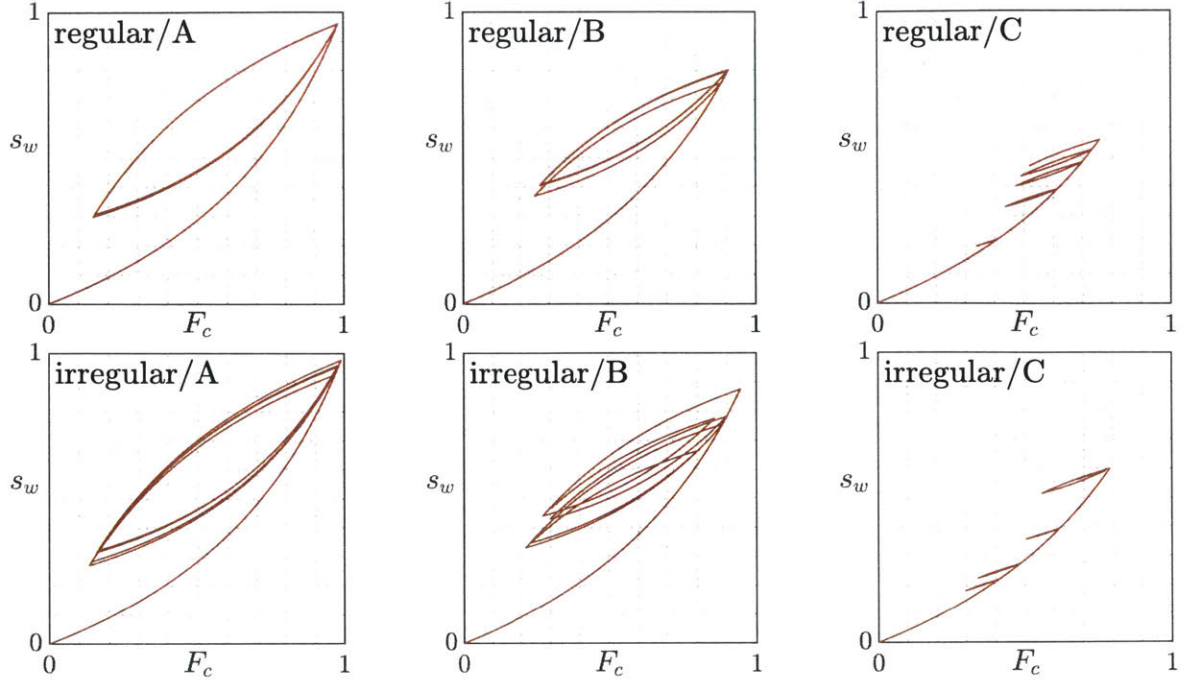 1 1 1
regular/A regular/B regular/C
s_w s_w s_w
0 0 0
0 F_c 1 0 F_c 1 0 F_c 1
1 1 1
irregular/A irregular/B irregular/C
s_w s_w s_w
0 0 0
0 F_c 1 0 F_c 1 0 F_c 1